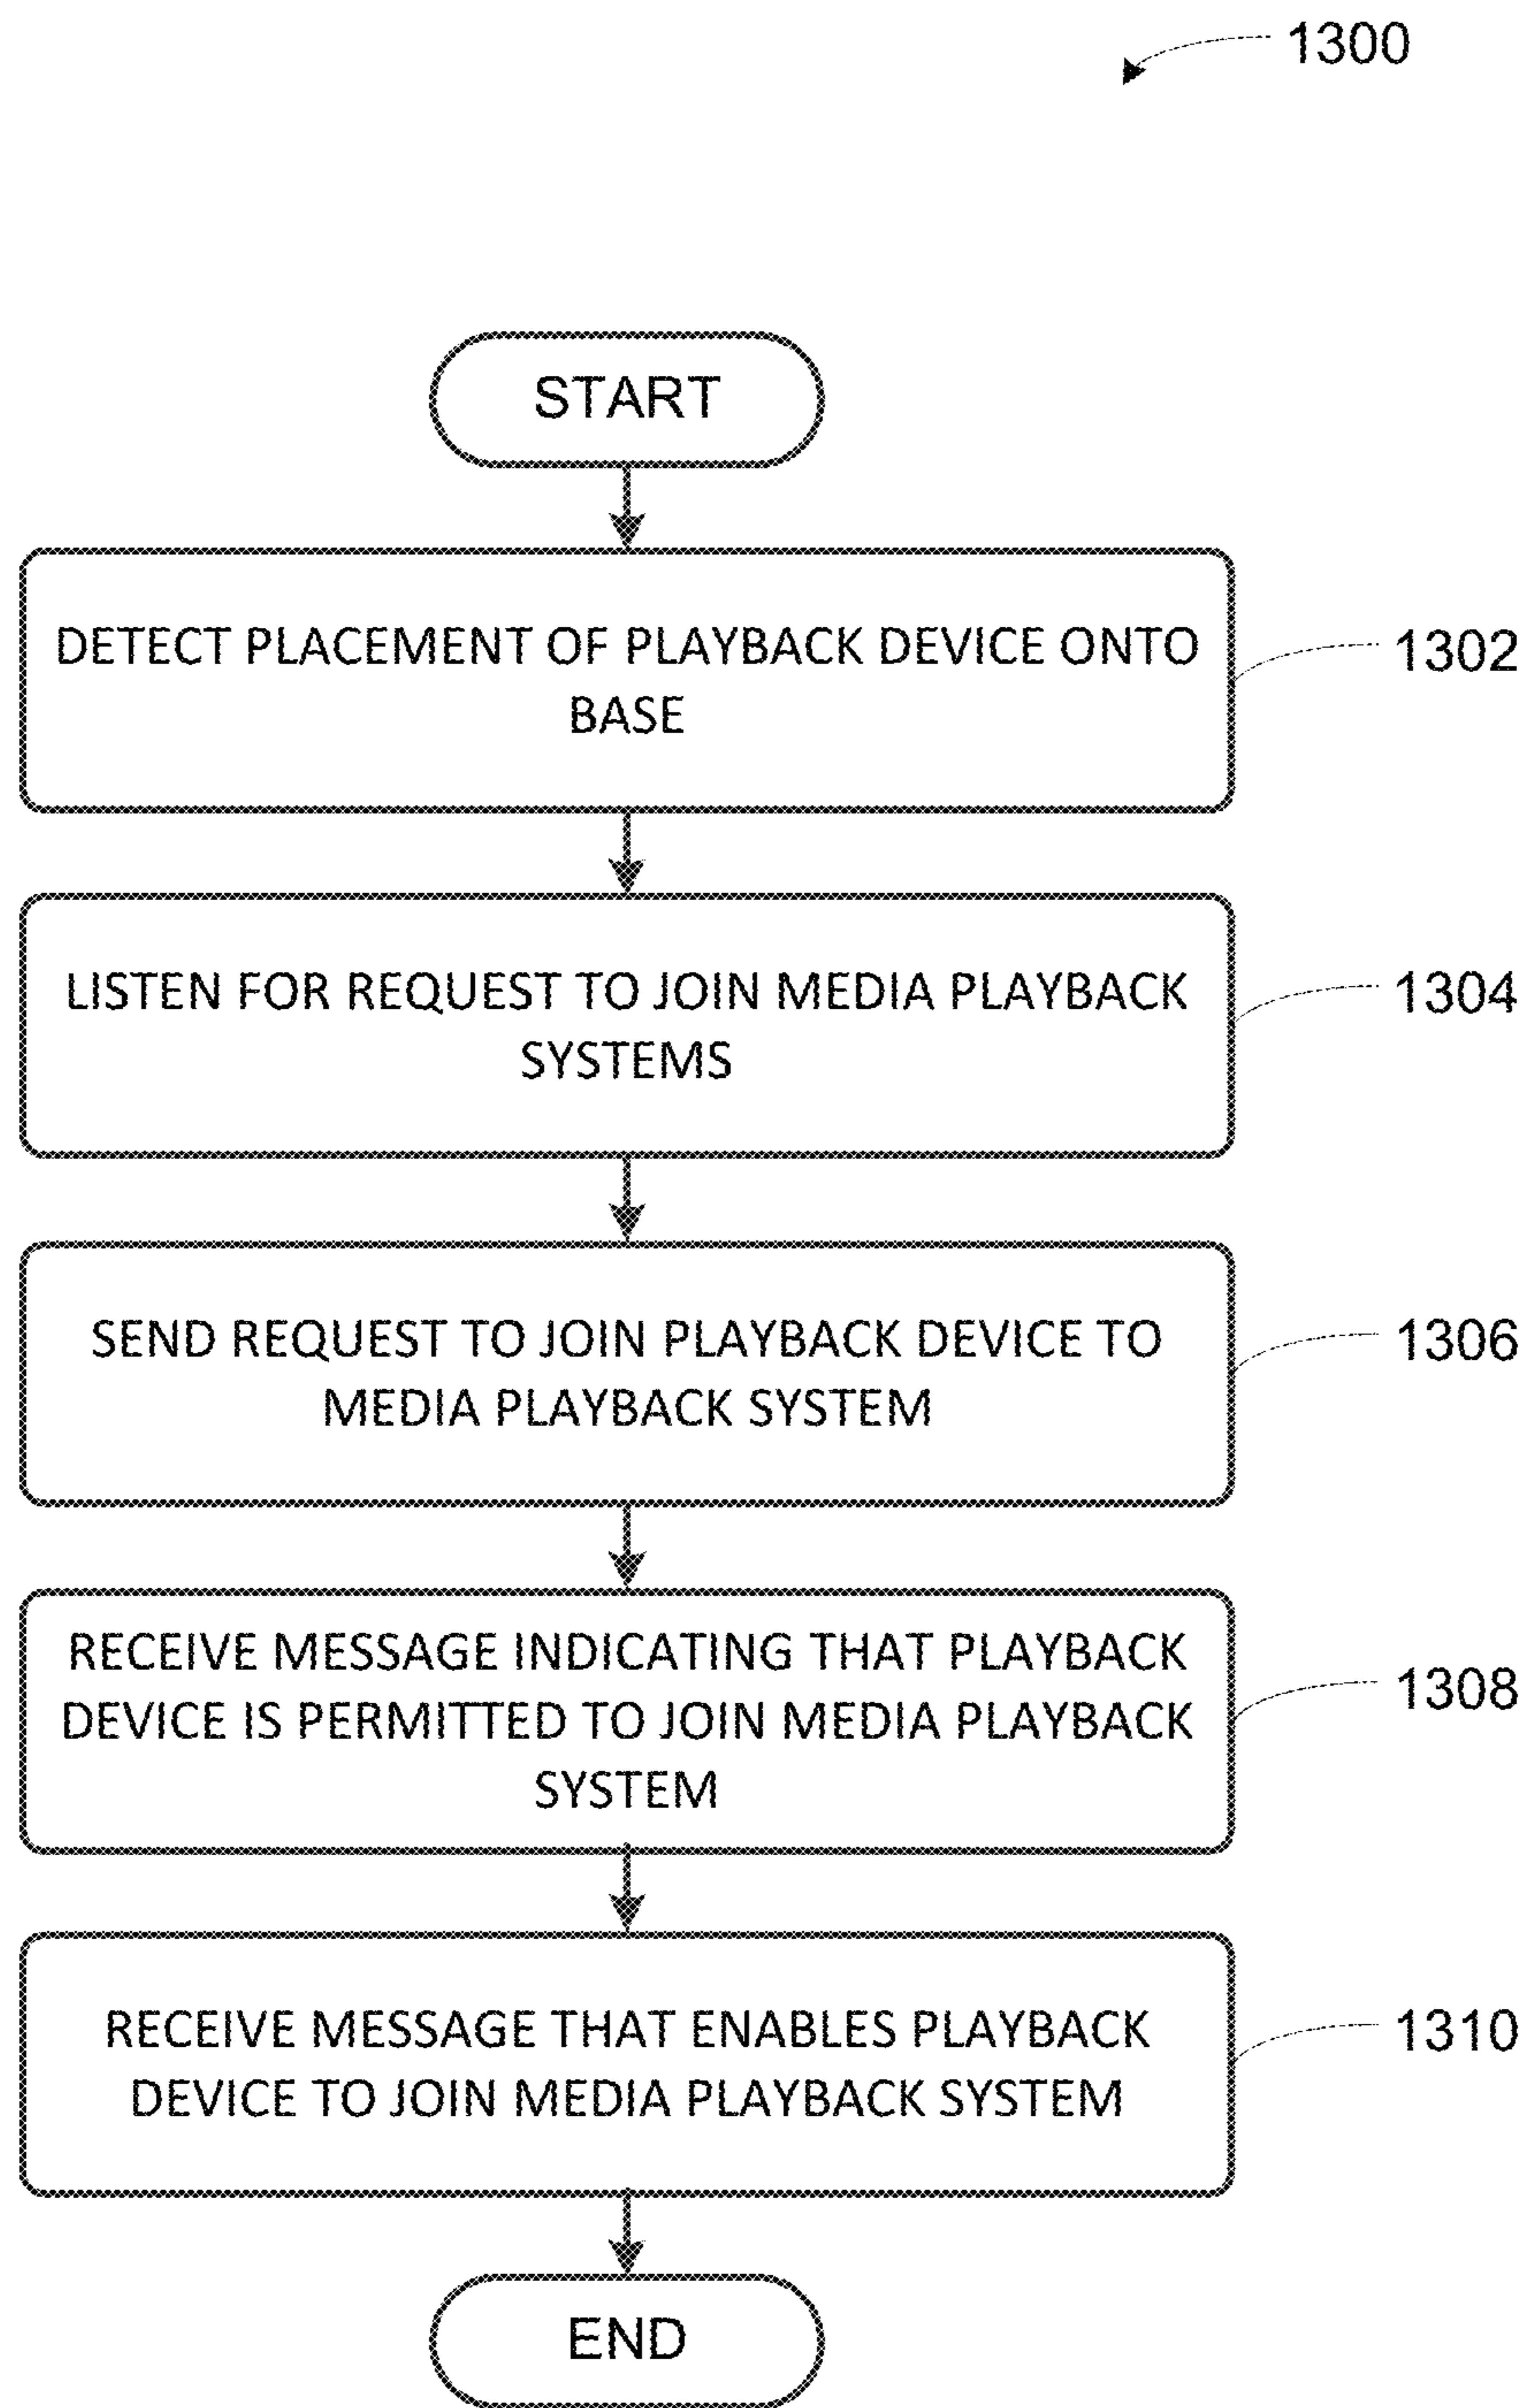 1300
START
DETECT PLACEMENT OF PLAYBACK DEVICE ONTO
BASE
1302
LISTEN FOR REQUEST TO JOIN MEDIA PLAYBACK
SYSTEMS
1304
SEND REQUEST TO JOIN PLAYBACK DEVICE TO
MEDIA PLAYBACK SYSTEM
1306
RECEIVE MESSAGE INDICATING THAT PLAYBACK
DEVICE IS PERMITTED TO JOIN MEDIA PLAYBACK
SYSTEM
1308
RECEIVE MESSAGE THAT ENABLES PLAYBACK
DEVICE TO JOIN MEDIA PLAYBACK SYSTEM
1310
END